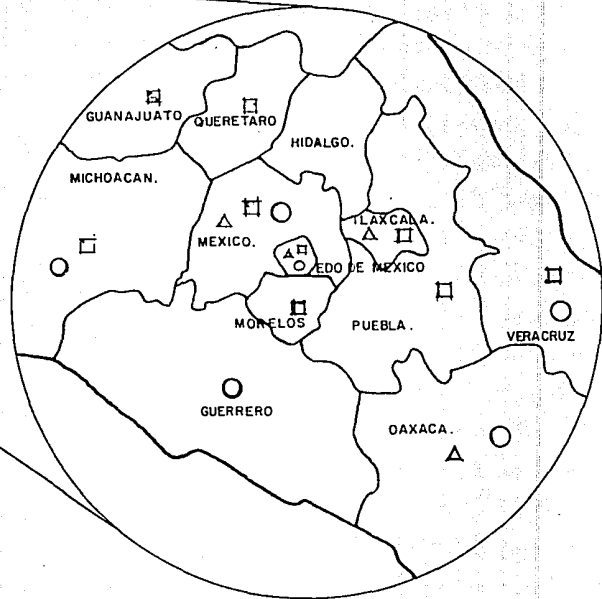 GUANAJUATO
QUERETARO
HIDALGO.
MICHOACAN.
TLAXCALA.
MEXICO.
EDO DE MEXICO
MORELOS
PUEBLA.
VERACRUZ
GUERRERO
OAXACA.